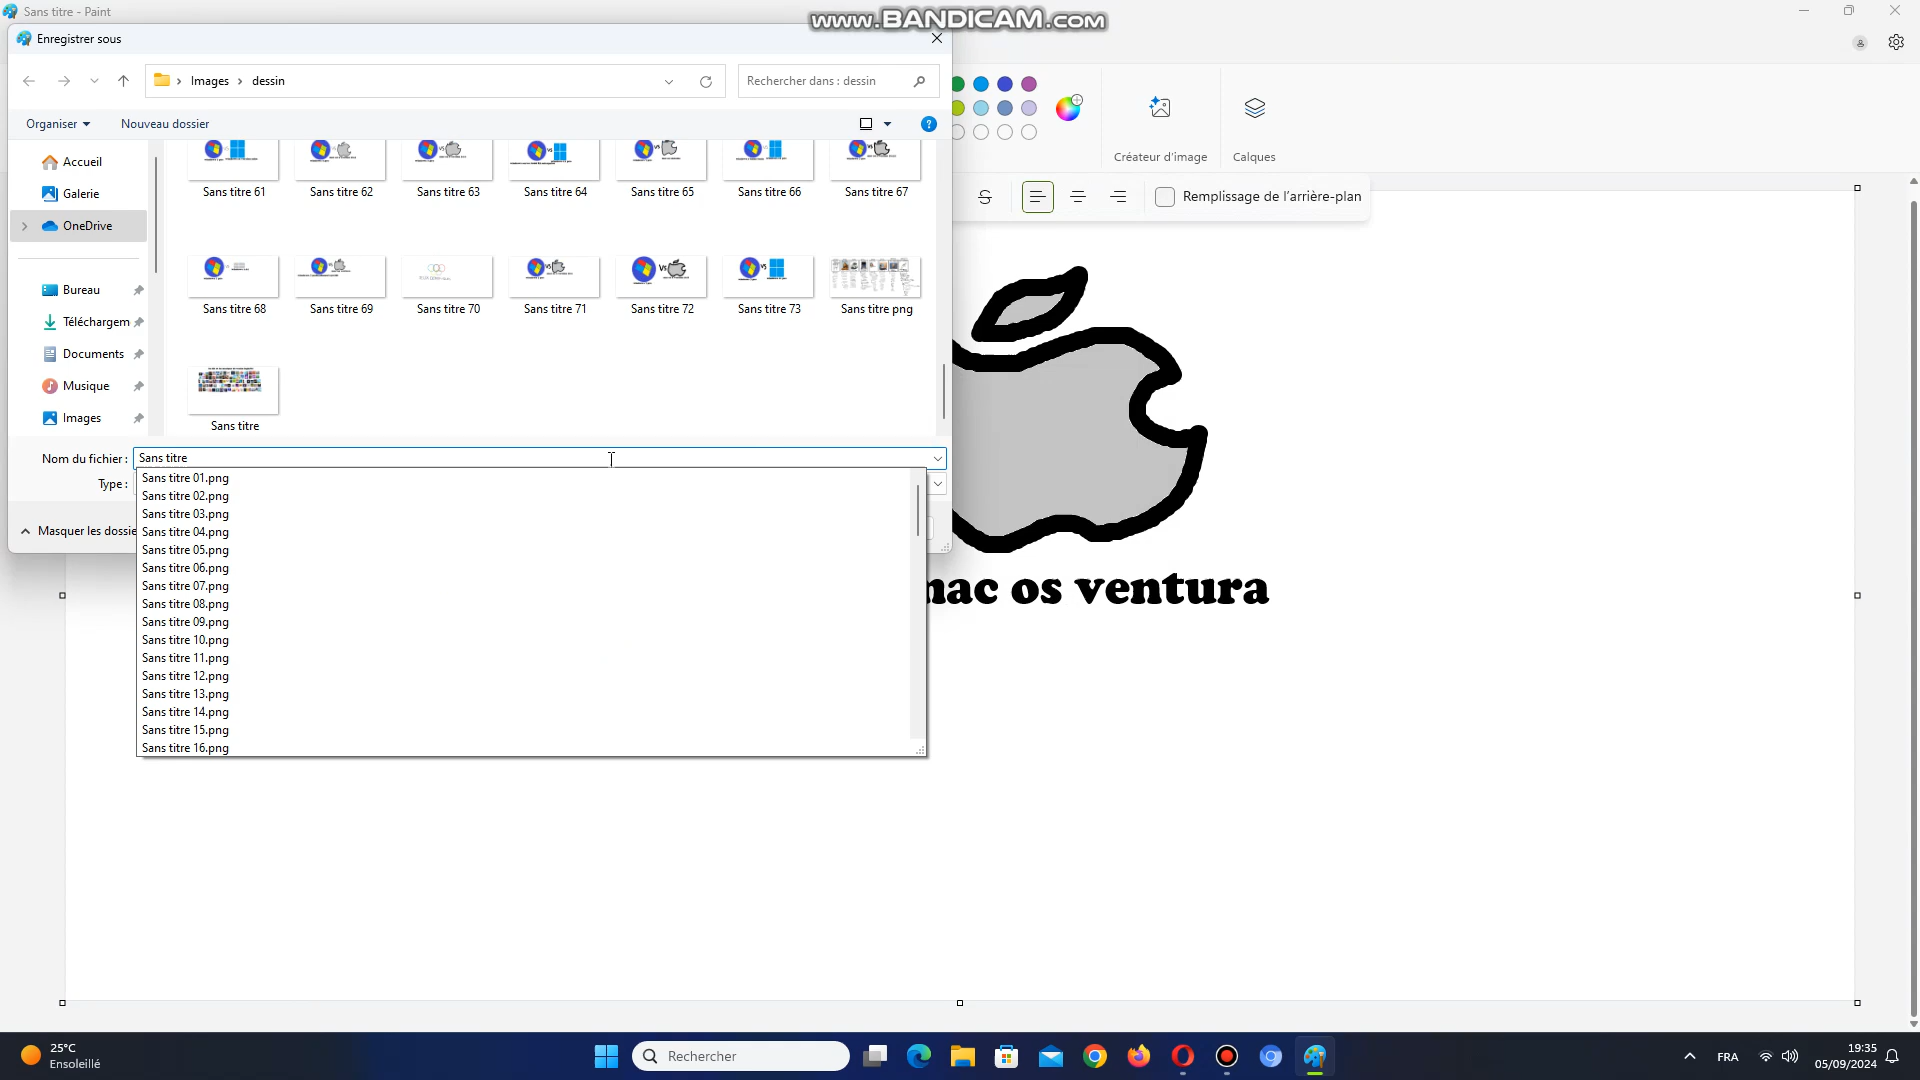 Sans titre - Paint
www.BANDICAM.com
Enregistrer sous
Images > dessin
Rechercher dans : dessin
Organiser
Nouveau dossier
Créateur d'image
Calques
Remplissage de l'arrière-plan
Accueil
Galerie
OneDrive
Bureau
Téléchargem
Documents
Musique
Images
Sans titre 61
Sans titre 62
Sans titre 63
Sans titre 64
Sans titre 65
Sans titre 66
Sans titre 67
Sans titre 68
Sans titre 69
Sans titre 70
Sans titre 71
Sans titre 72
Sans titre 73
Sans titre png
Sans titre
Nom du fichier : Sans titre
Type :
Masquer les dossie
Sans titre 01.png
Sans titre 02.png
Sans titre 03.png
Sans titre 04.png
Sans titre 05.png
Sans titre 06.png
Sans titre 07.png
Sans titre 08.png
Sans titre 09.png
Sans titre 10.png
Sans titre 11.png
Sans titre 12.png
Sans titre 13.png
Sans titre 14.png
Sans titre 15.png
Sans titre 16.png
mac os ventura
25°C
Ensoleillé
Rechercher
FRA
19:35
05/09/2024